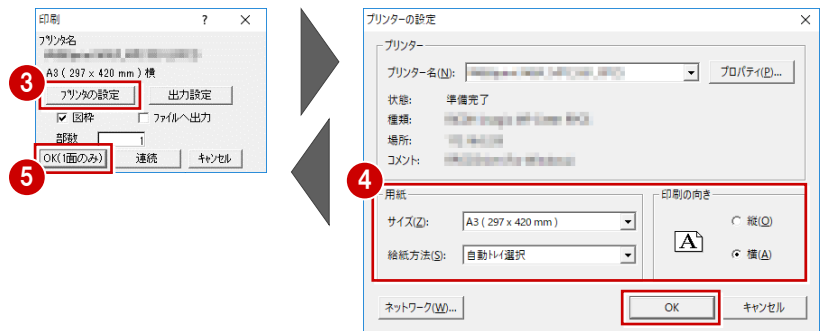 印刷 ? ×
プリンタ名
A3 ( 297 x 420 mm ) 横
3
プリンタの設定 出力設定
図枠 ファイルへ出力
部数 1
OK(1面のみ) 連続 キャンセル
5
プリンターの設定 ×
プリンター
プリンター名(N): プロパティ(P)...
状態: 準備完了
種類:
場所:
コメント:
4
用紙
サイズ(Z): A3 ( 297 x 420 mm )
給紙方法(S): 自動トレイ選択
印刷の向き
A
縦(O)
横(A)
ネットワーク(W)... OK キャンセル